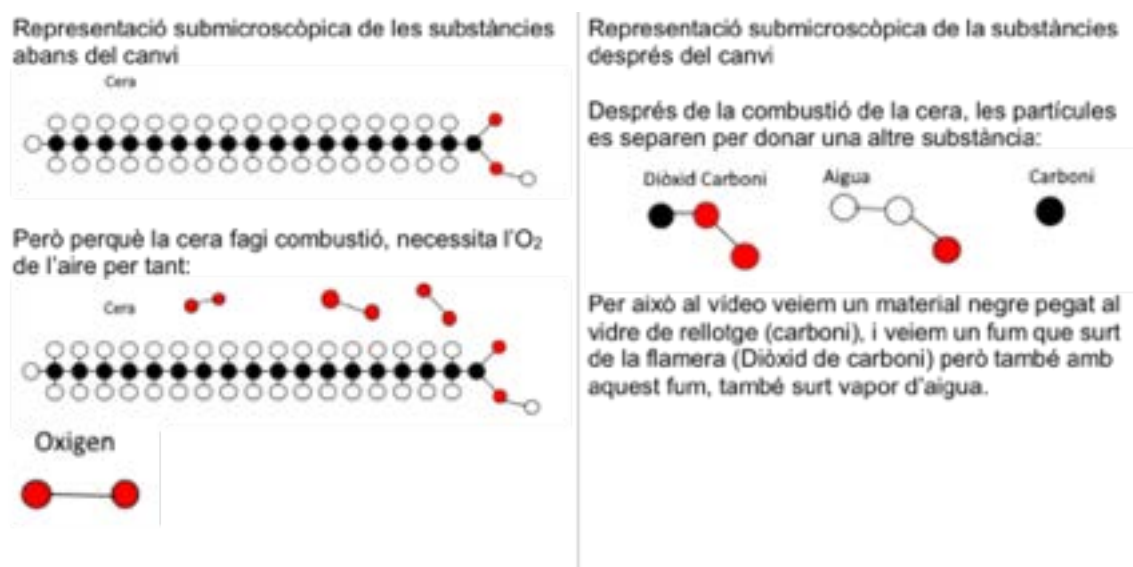 Representació submicroscòpica de les substàncies
abans del canvi
Cera
Però perquè la cera fagi combustió, necessita l'O₂
de l'aire per tant:
Cera
Oxigen
Representació submicroscòpica de la substàncies
després del canvi
Després de la combustió de la cera, les partícules
es separen per donar una altre substància:
Diòxid Carboni
Aigua
Carboni
Per això al vídeo veiem un material negre pegat al
vidre de rellotge (carboni), i veiem un fum que surt
de la flamera (Diòxid de carboni) però també amb
aquest fum, també surt vapor d'aigua.